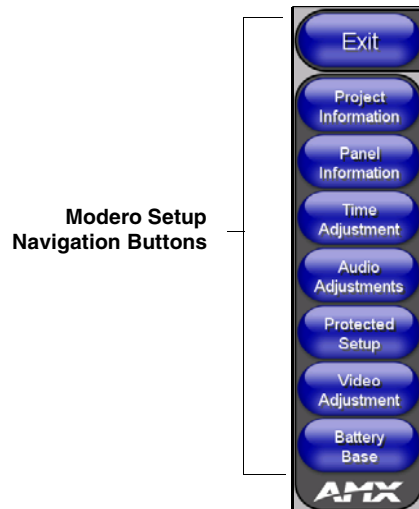 Modero Setup
Navigation Buttons
Exit
Project
Information
Panel
Information
Time
Adjustment
Audio
Adjustments
Protected
Setup
Video
Adjustment
Battery
Base
AMX